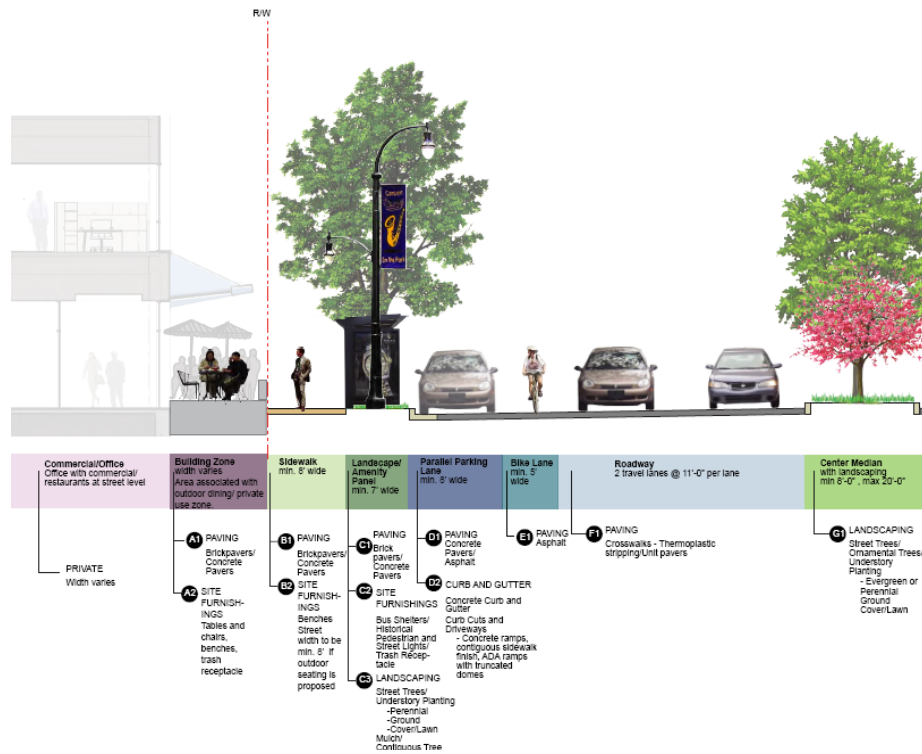 R/W
Concert
On The Park
Commercial/Office
Office with commercial/
restaurants at street level
Building Zone
width varies
Area associated with
outdoor dining/ private
use zone.
Sidewalk
min. 8' wide
Landscape/
Amenity
Panel
min. 7' wide
Parallel Parking
Lane
min. 8' wide
Bike Lane
min. 5'
wide
Roadway
2 travel lanes @ 11'-0" per lane
Center Median
with landscaping
min 8'-0" , max 20'-0"
PRIVATE
Width varies
A1 PAVING
Brickpavers/
Concrete
Pavers
A2 SITE
FURNISH-
INGS
Tables and
chairs,
benches,
trash
receptacle
B1 PAVING
Brickpavers/
Concrete
Pavers
B2 SITE
FURNISH-
INGS
Benches
Street
width to be
min. 8' if
outdoor
seating is
proposed
C1 PAVING
Brick
pavers/
Concrete
Pavers
C2 SITE
FURNISHINGS
Bus Shelters/
Historical
Pedestrian and
Street Lights/
Trash Recep-
tacle
C3 LANDSCAPING
Street Trees/
Understory Planting
-Perennial
-Ground
-Cover/Lawn
Mulch/
Contiguous Tree
D1 PAVING
Concrete
Pavers/
Asphalt
D2 CURB AND GUTTER
Concrete Curb and
Gutter
Curb Cuts and
Driveways
- Concrete ramps,
contiguous sidewalk
finish, ADA ramps
with truncated
domes
E1 PAVING
Asphalt
F1 PAVING
Crosswalks - Thermoplastic
stripping/Unit pavers
G1 LANDSCAPING
Street Trees/
Ornamental Trees/
Understory
Planting
- Evergreen or
Perennial
Ground
Cover/Lawn